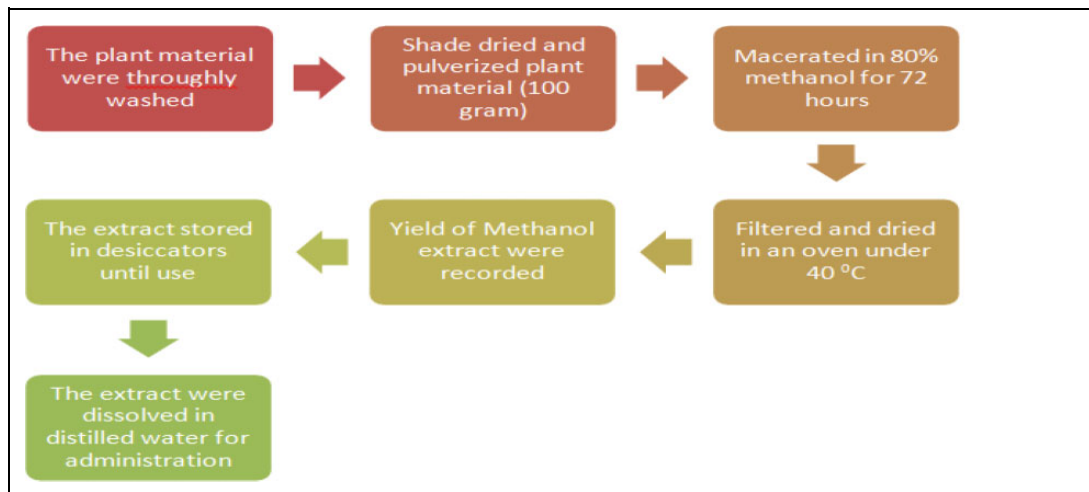 The plant material
were throughly
washed
Shade dried and
pulverized plant
material (100
gram)
Macerated in 80%
methanol for 72
hours
Filtered and dried
in an oven under
40 ⁰C
Yield of Methanol
extract were
recorded
The extract stored
in desiccators
until use
The extract were
dissolved in
distilled water for
administration